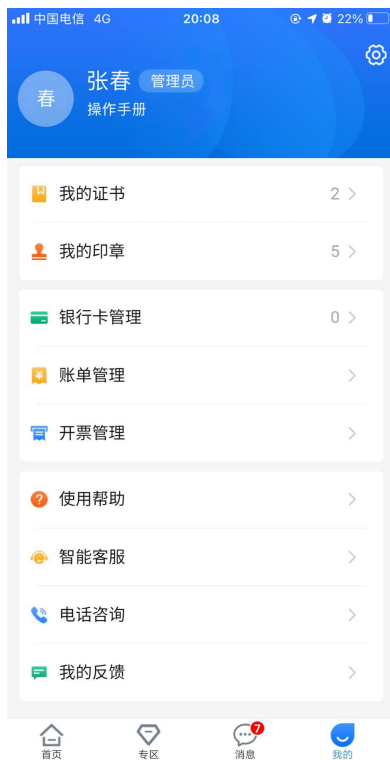 中国电信 4G 20:08 22%
春
张春 管理员
操作手册
我的证书 2
我的印章 5
银行卡管理 0
账单管理
开票管理
使用帮助
智能客服
电话咨询
我的反馈
7
首页 专区 消息 我的